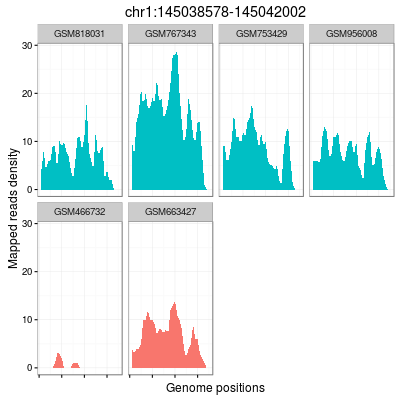 chr1:145038578-145042002
GSM818031 GSM767343 GSM753429 GSM956008
30
20
10
0
GSM466732 GSM663427
30
20
10
0
Mapped reads density
Genome positions